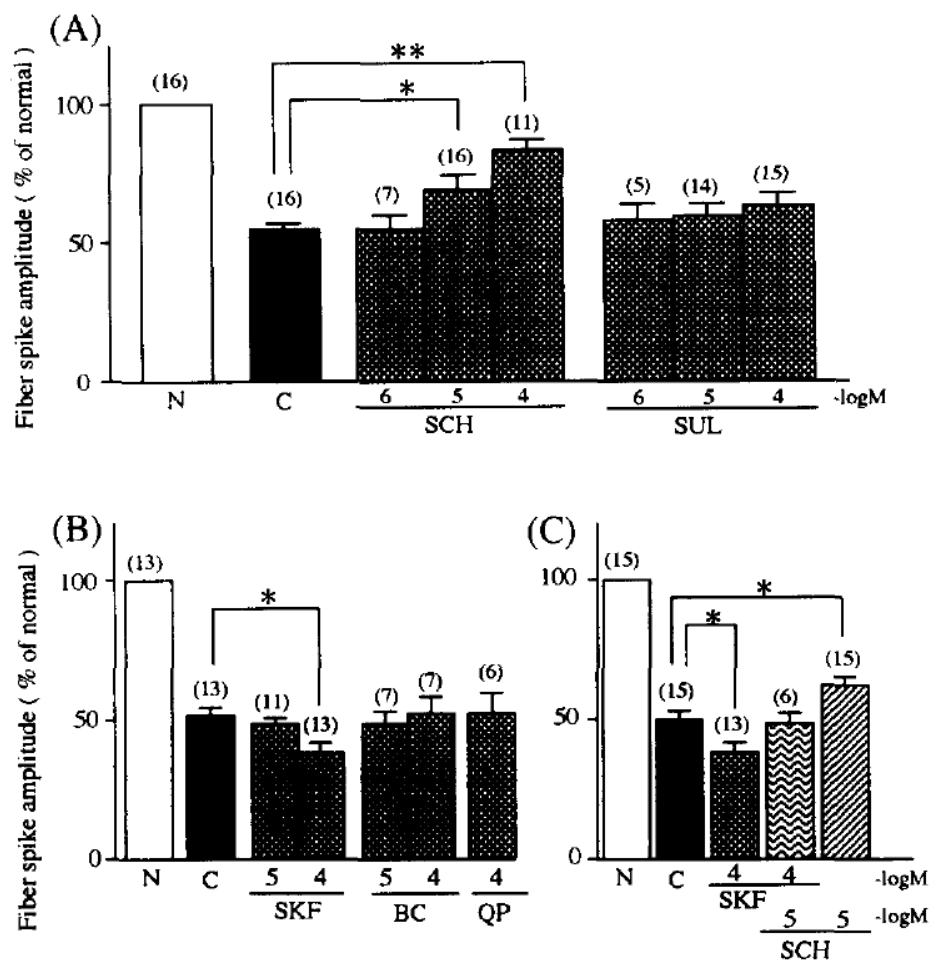 (A)
Fiber spike amplitude ( % of normal )
100
50
0
(16)
(16)
(7)
(16)
(11)
(5)
(14)
(15)
**
*
N
C
6 5 4
6 5 4
-logM
SCH
SUL
(B)
Fiber spike amplitude ( % of normal )
100
50
0
(13)
(13)
(11)
(13)
(7)
(7)
(6)
*
N
C
5 4
5 4
4
SKF
BC
QP
(C)
100
50
0
(15)
(15)
(13)
(6)
(15)
*
*
N
C
4 4
-logM
SKF
5 5
-logM
SCH